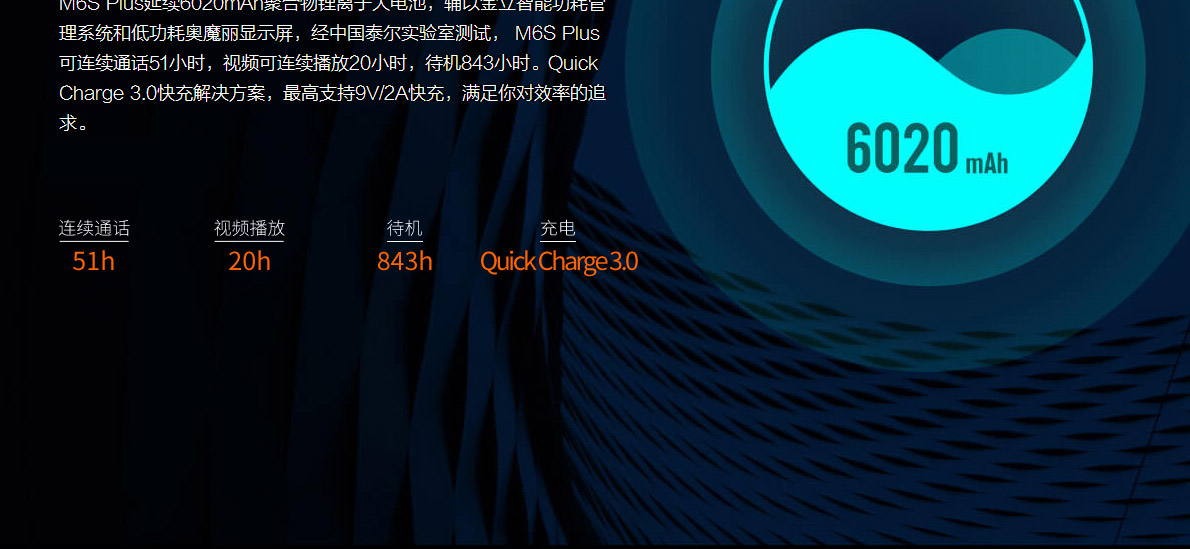 M6S Plus延续6020mAh聚合物锂离子大电池，辅以金立智能功耗管
理系统和低功耗奥魔丽显示屏，经中国泰尔实验室测试， M6S Plus
可连续通话51小时，视频可连续播放20小时，待机843小时。Quick
Charge 3.0快充解决方案，最高支持9V/2A快充，满足你对效率的追
求。
6020 mAh
连续通话 视频播放 待机 充电
51h 20h 843h Quick Charge 3.0